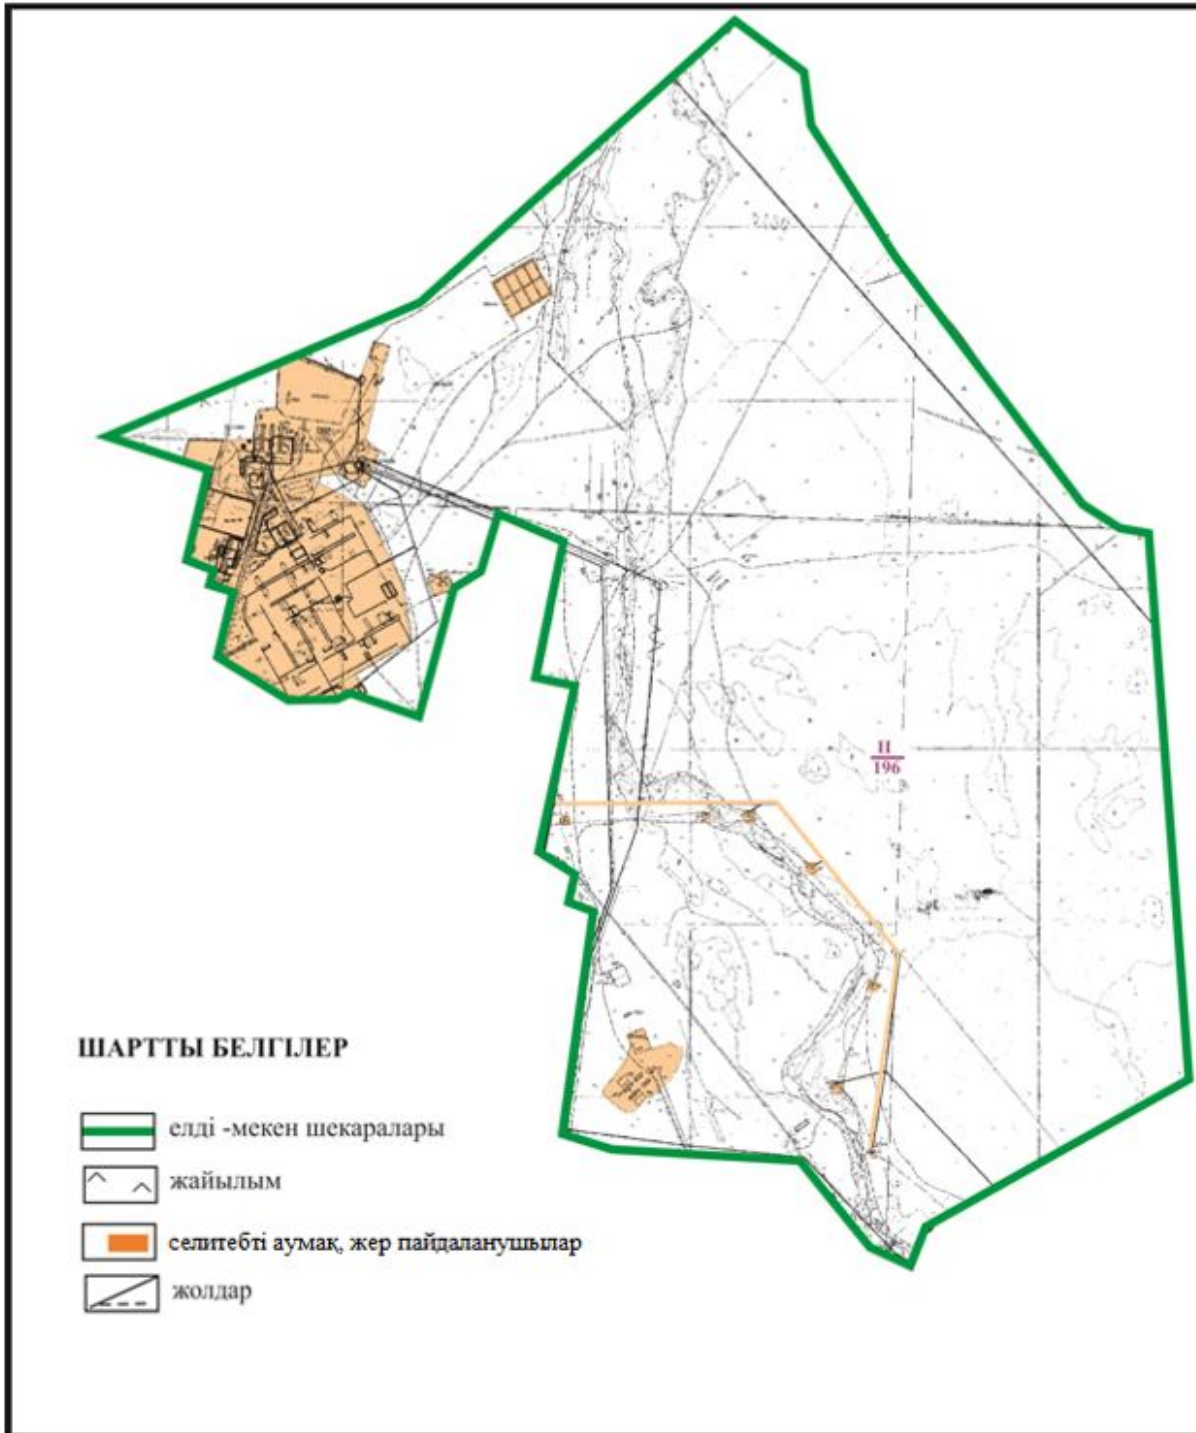 II
196
ШАРТТЫ БЕЛГІЛЕР
елді -мекен шекаралары
жайылым
селитебті аумақ, жер пайдаланушылар
жолдар